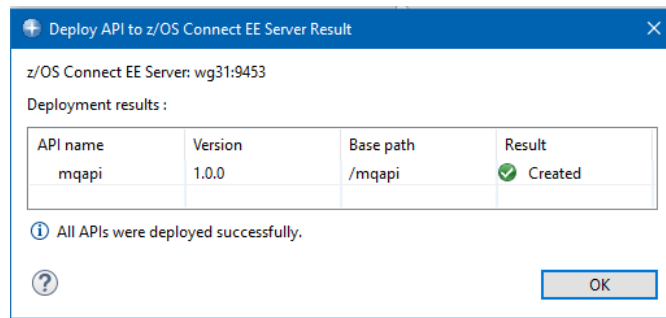 Deploy API to z/OS Connect EE Server Result
z/OS Connect EE Server: wg31:9453
Deployment results :
API name Version Base path Result
mqapi 1.0.0 /mqapi Created
All APIs were deployed successfully.
OK